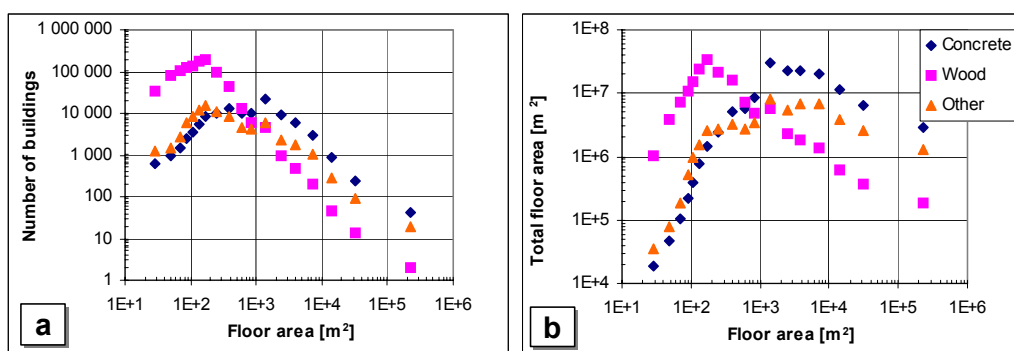 1 000 000
100 000
10 000
1 000
100
10
1
Number of buildings
1E+1 1E+2 1E+3 1E+4 1E+5 1E+6
Floor area [m²]
a
1E+8
1E+7
1E+6
1E+5
1E+4
Total floor area [m²]
1E+1 1E+2 1E+3 1E+4 1E+5 1E+6
Floor area [m²]
b
Concrete
Wood
Other